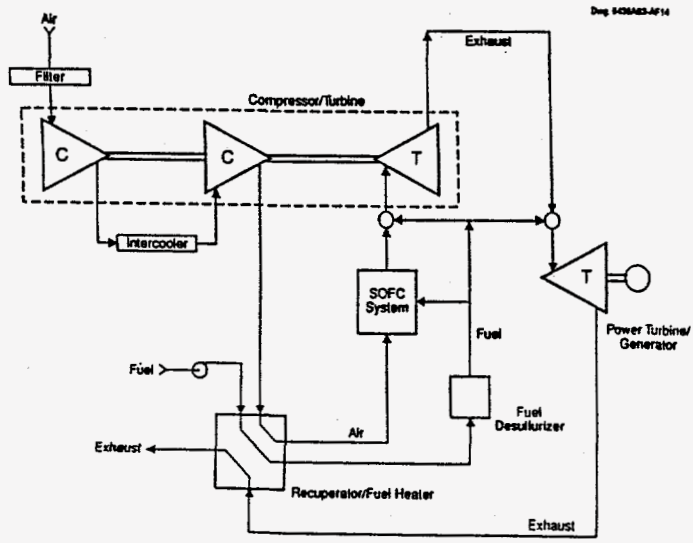 Air
Filter
Compressor/Turbine
Exhaust
C
C
T
Intercooler
SOFC
System
Fuel
T
Power Turbine/
Generator
Fuel
Fuel
Desulfurizer
Air
Exhaust
Recuperator/Fuel Heater
Exhaust